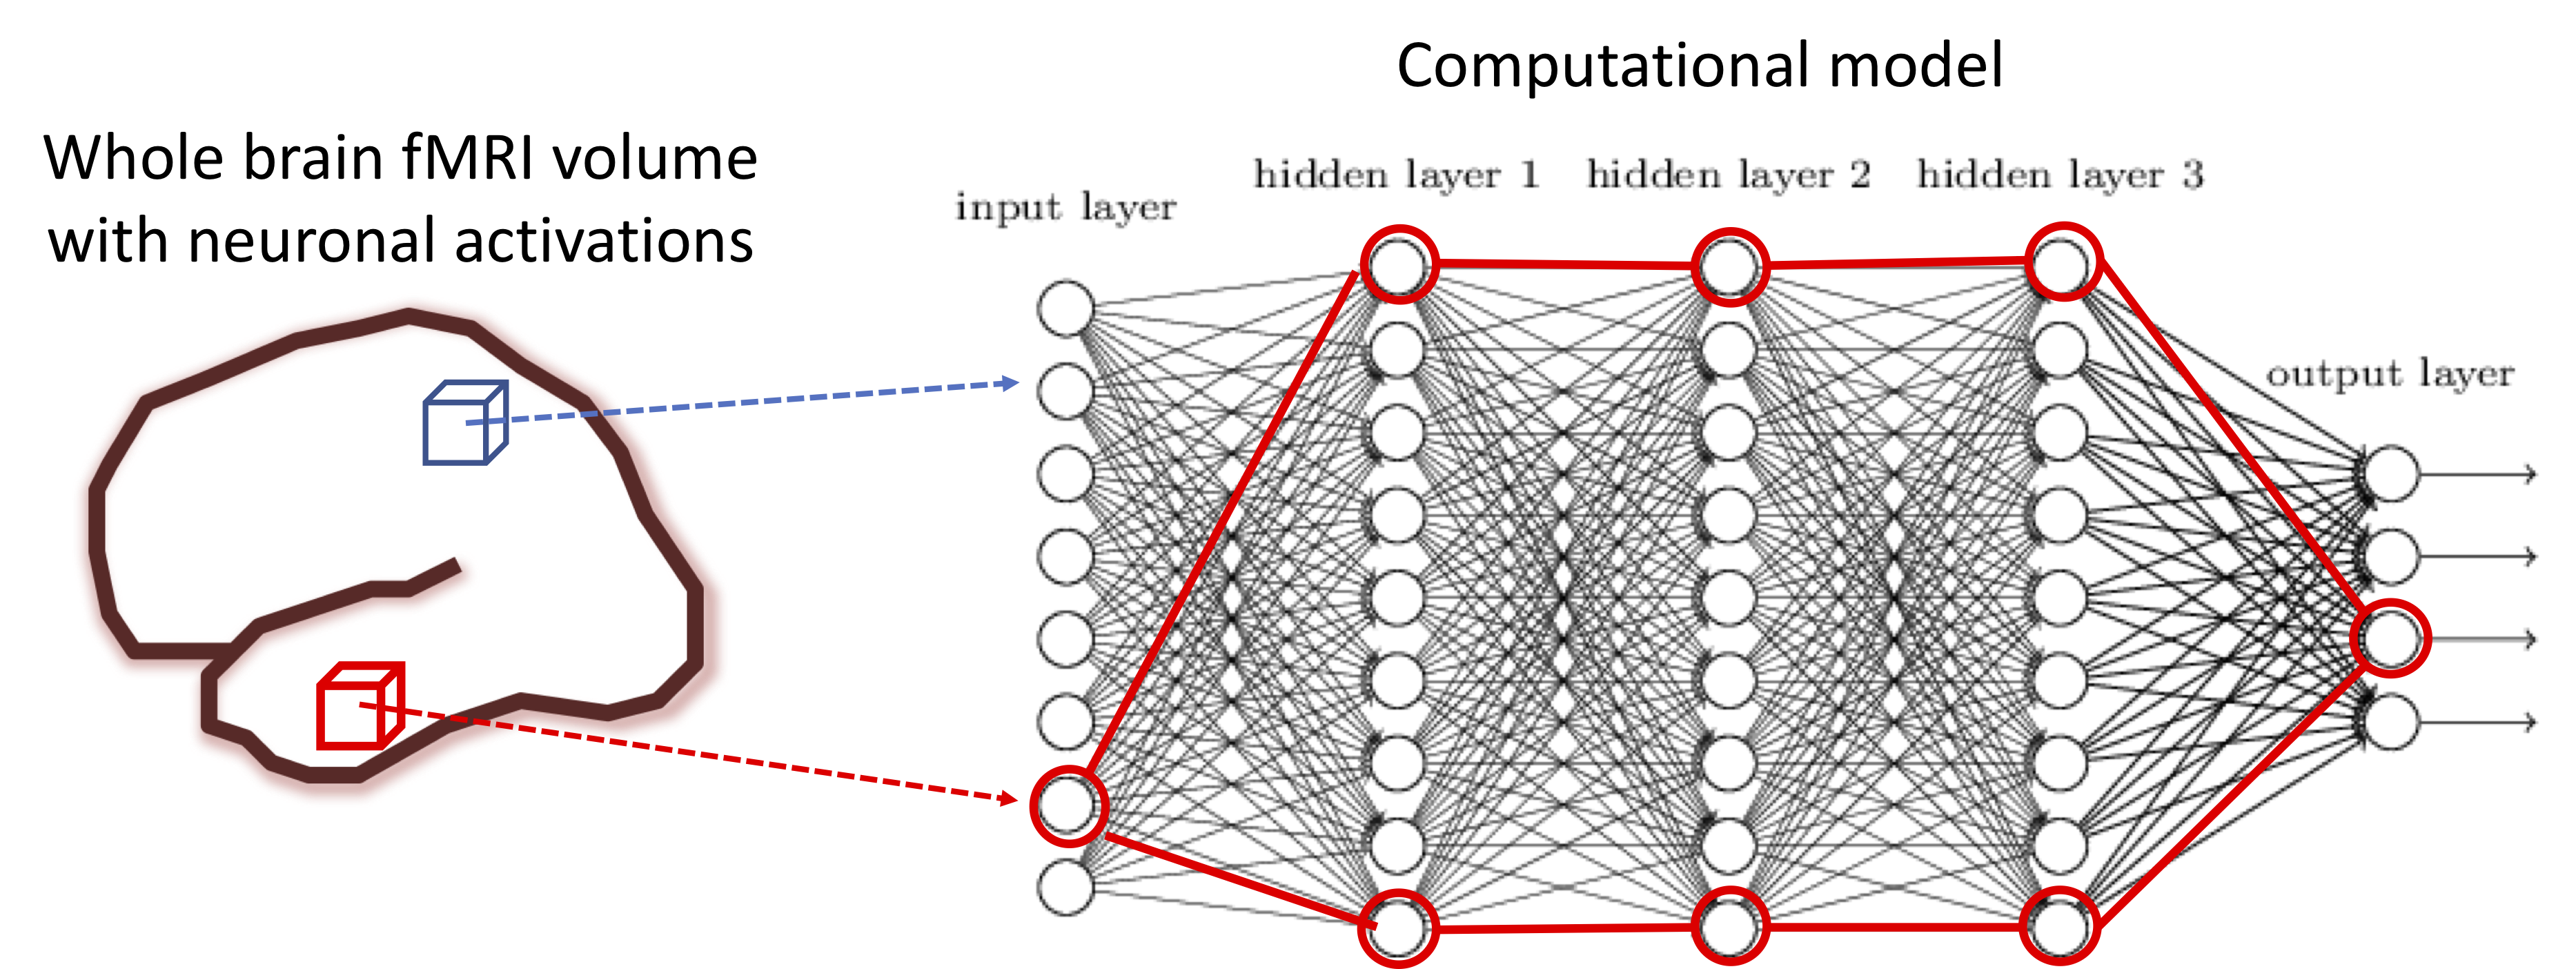 Computational model
Whole brain fMRI volume
with neuronal activations
input layer
hidden layer 1
hidden layer 2
hidden layer 3
output layer